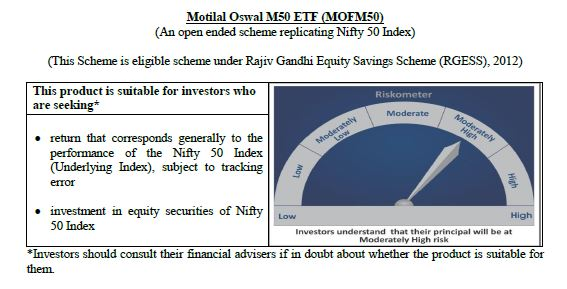 Motilal Oswal M50 ETF (MOFM50)
(An open ended scheme replicating Nifty 50 Index)
(This Scheme is eligible scheme under Rajiv Gandhi Equity Savings Scheme (RGESS), 2012)
This product is suitable for investors who
are seeking*
• return that corresponds generally to the
performance of the Nifty 50 Index
(Underlying Index), subject to tracking
error
• investment in equity securities of Nifty
50 Index
Riskometer
Low
Moderately
Low
Moderate
Moderately
High
High
Low
High
Investors understand that their principal will be at
Moderately High risk
*Investors should consult their financial advisers if in doubt about whether the product is suitable for
them.